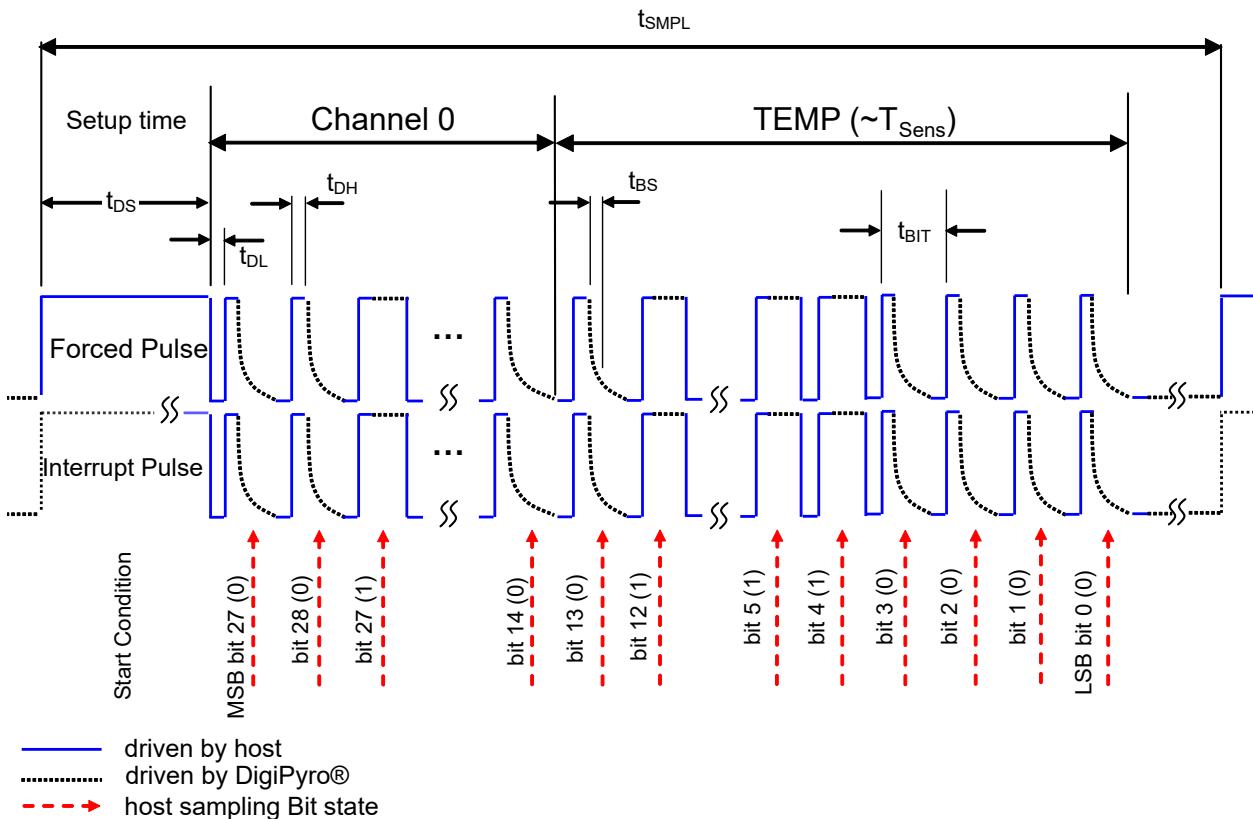 tSMPL
Setup time
Channel 0
TEMP (~TSens)
tDS
tDH
tBS
tBIT
tDL
Forced Pulse
...
Interrupt Pulse
...
Start Condition
MSB bit 27 (0)
bit 28 (0)
bit 27 (1)
bit 14 (0)
bit 13 (0)
bit 12 (1)
bit 5 (1)
bit 4 (1)
bit 3 (0)
bit 2 (0)
bit 1 (0)
LSB bit 0 (0)
driven by host
driven by DigiPyro®
host sampling Bit state